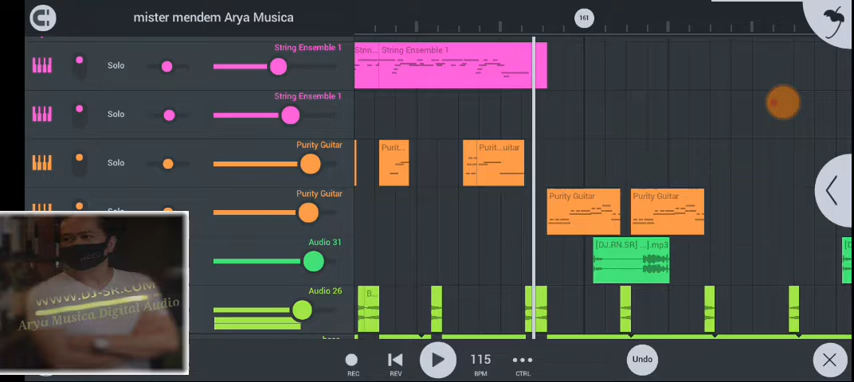 mister mendem Arya Musica
161
String Ensemble 1
Solo
Strin... String Ensemble 1
String Ensemble 1
Solo
Purity Guitar
Solo
Purit... Purit...uitar
Purity Guitar
Purity Guitar Purity Guitar
Audio 31
[DJ.RN.SR] ...].mp3
Audio 26
B...
WWW.DJ-SR.COM
Arya Musica Digital Audio
REC
REV
115
BPM
CTRL
Undo